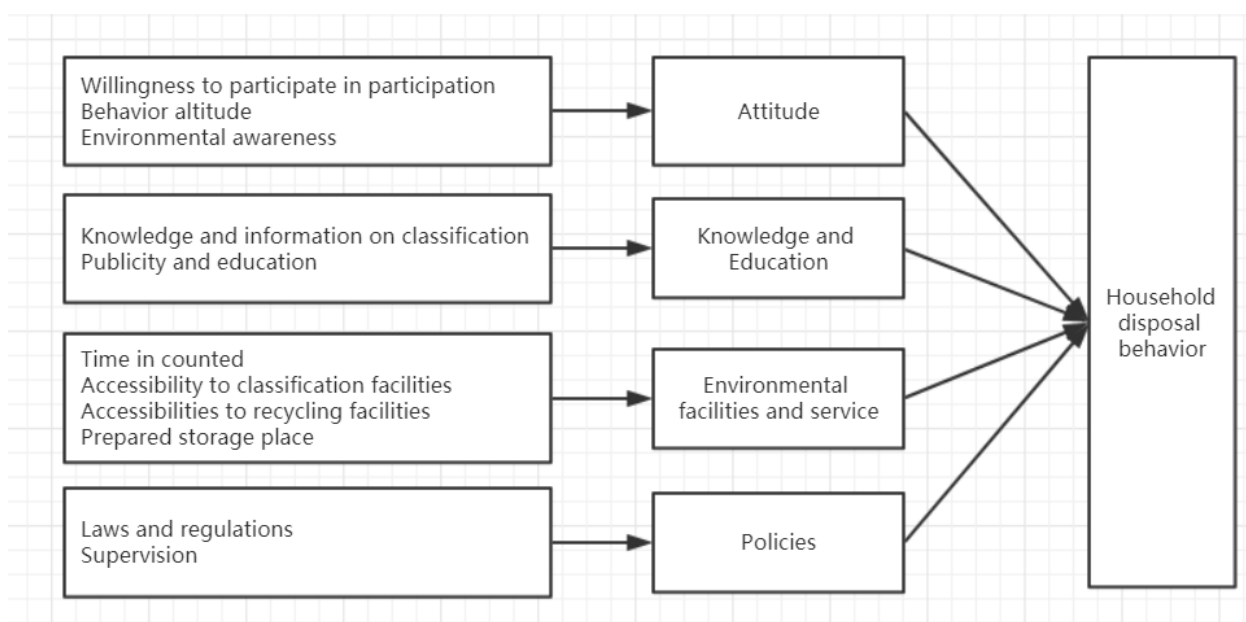 Willingness to participate in participation
Behavior altitude
Environmental awareness
Attitude
Knowledge and information on classification
Publicity and education
Knowledge and
Education
Time in counted
Accessibility to classification facilities
Accessibilities to recycling facilities
Prepared storage place
Environmental
facilities and service
Laws and regulations
Supervision
Policies
Household
disposal
behavior